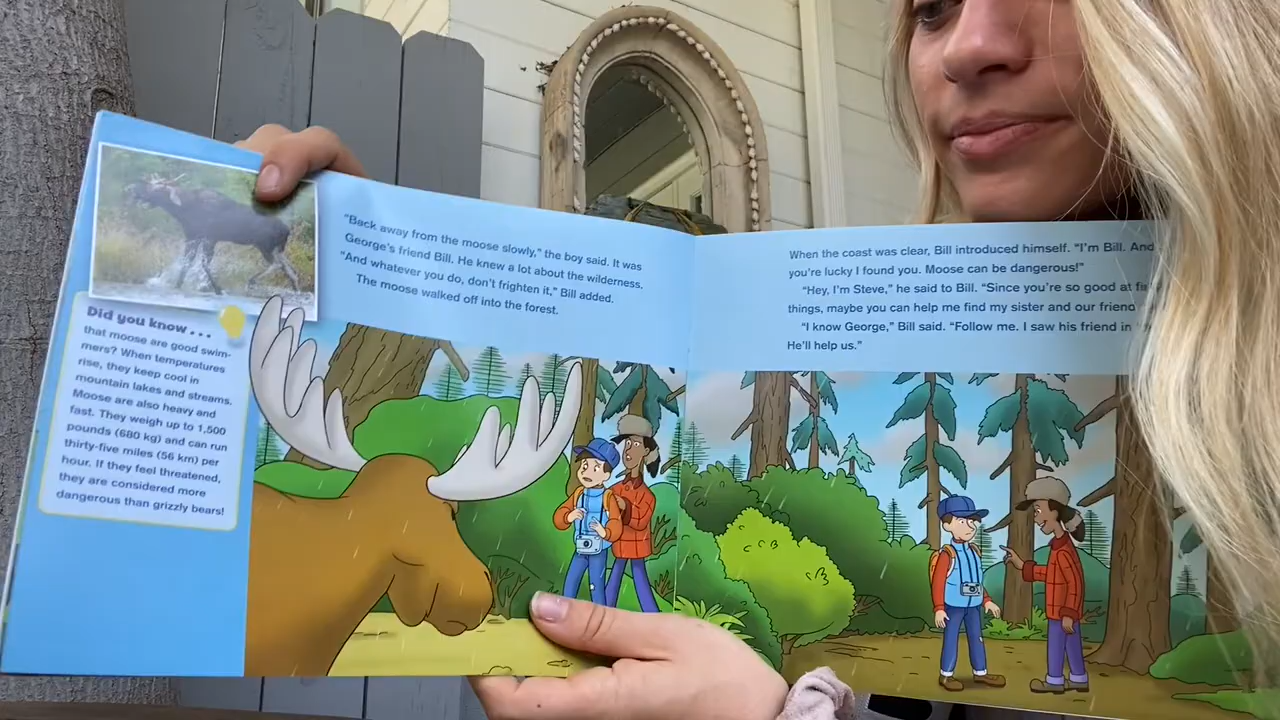 "Back away from the moose slowly," the boy said. It was
George's friend Bill. He knew a lot about the wilderness.
"And whatever you do, don't frighten it," Bill added.
The moose walked off into the forest.
Did you know . . .
that moose are good swim-
mers? When temperatures
rise, they keep cool in
mountain lakes and streams.
Moose are also heavy and
fast. They weigh up to 1,500
pounds (680 kg) and can run
thirty-five miles (56 km) per
hour. If they feel threatened,
they are considered more
dangerous than grizzly bears!
When the coast was clear, Bill introduced himself. "I'm Bill. And
you're lucky I found you. Moose can be dangerous!"
"Hey, I'm Steve," he said to Bill. "Since you're so good at
things, maybe you can help me find my sister and our friend
"I know George," Bill said. "Follow me. I saw his friend in
He'll help us."